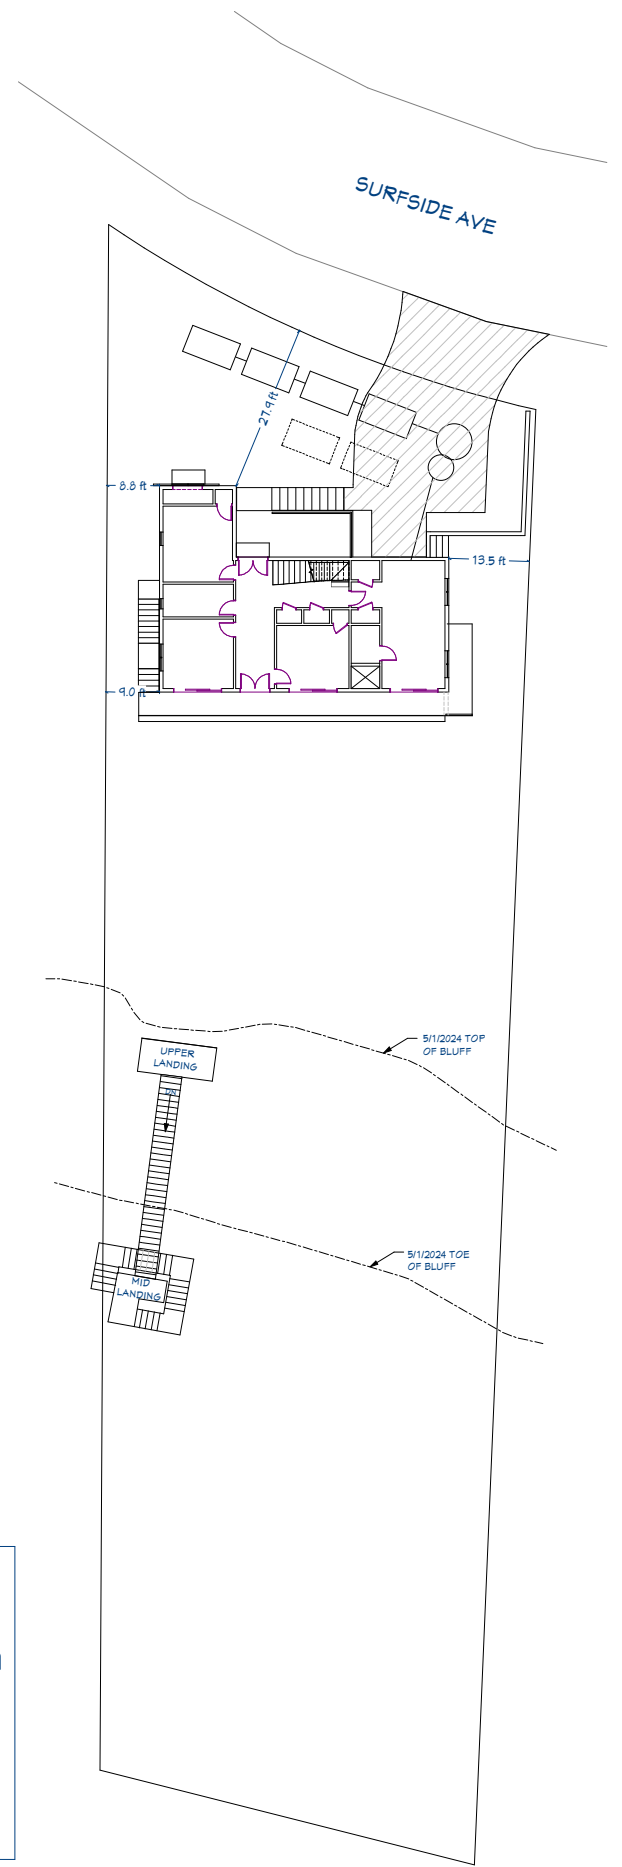 SURFSIDE AVE
27.9 ft
8.8 ft
13.5 ft
9.0 ft
5/1/2024 TOP
OF BLUFF
UPPER
LANDING
DN
5/1/2024 TOE
OF BLUFF
MID
LANDING